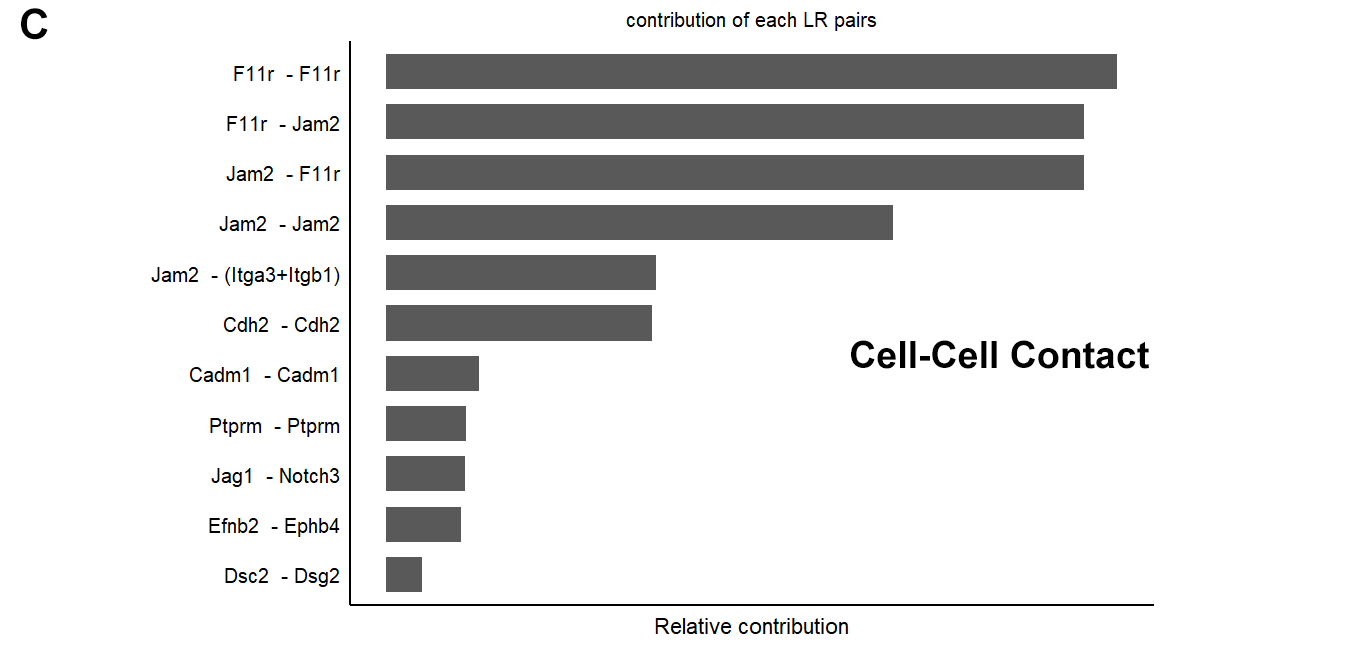 C
contribution of each LR pairs
F11r - F11r
F11r - Jam2
Jam2 - F11r
Jam2 - Jam2
Jam2 - (Itga3+Itgb1)
Cdh2 - Cdh2
Cell-Cell Contact
Cadm1 - Cadm1
Ptprm - Ptprm
Jag1 - Notch3
Efnb2 - Ephb4
Dsc2 - Dsg2
Relative contribution